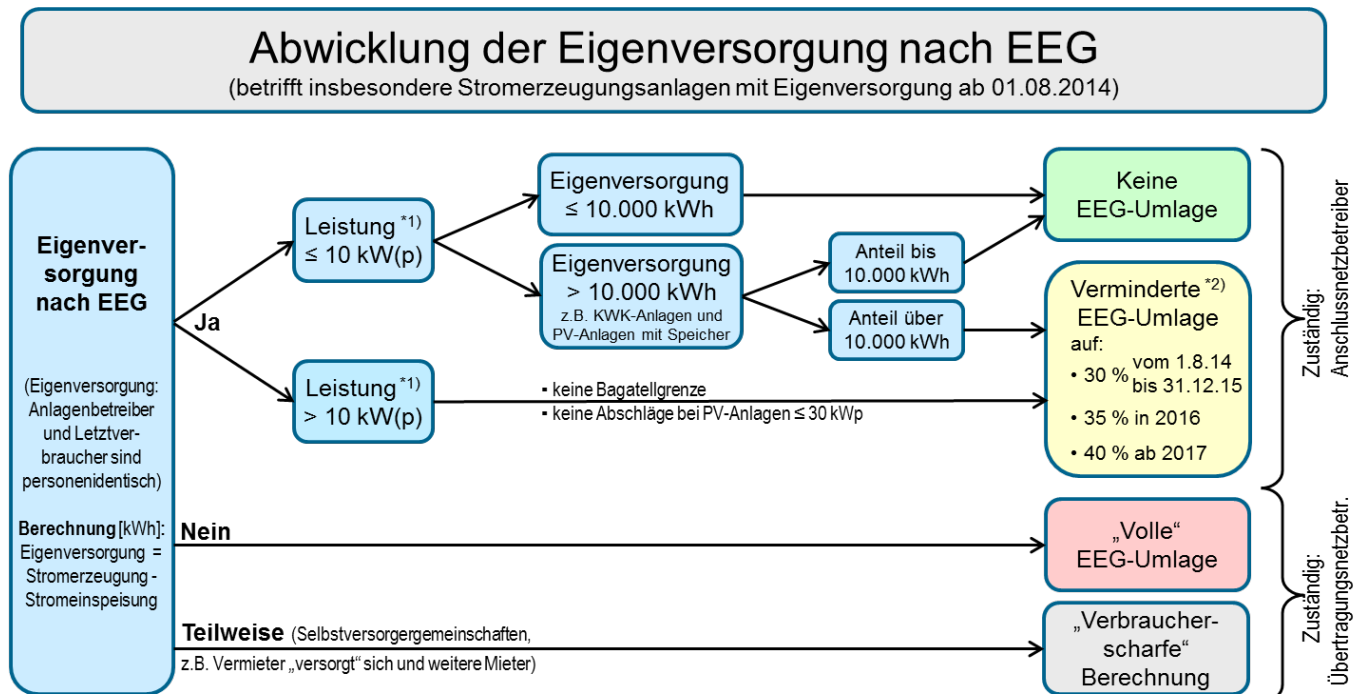 Abwicklung der Eigenversorgung nach EEG
(betrifft insbesondere Stromerzeugungsanlagen mit Eigenversorgung ab 01.08.2014)
Eigenver-
sorgung
nach EEG
(Eigenversorgung:
Anlagenbetreiber
und Letztver-
braucher sind
personenidentisch)
Berechnung [kWh]:
Eigenversorgung =
Stromerzeugung -
Stromeinspeisung
Ja
Leistung *1)
≤ 10 kW(p)
Eigenversorgung
≤ 10.000 kWh
Eigenversorgung
> 10.000 kWh
z.B. KWK-Anlagen und
PV-Anlagen mit Speicher
Anteil bis
10.000 kWh
Anteil über
10.000 kWh
Leistung *1)
> 10 kW(p)
▪ keine Bagatellgrenze
▪ keine Abschläge bei PV-Anlagen ≤ 30 kWp
Keine
EEG-Umlage
Verminderte *2)
EEG-Umlage
auf:
• 30 % vom 1.8.14
bis 31.12.15
• 35 % in 2016
• 40 % ab 2017
Zuständig:
Anschlussnetzbetreiber
Nein
„Volle“
EEG-Umlage
Teilweise (Selbstversorgergemeinschaften,
z.B. Vermieter „versorgt“ sich und weitere Mieter)
„Verbraucher-
scharfe“
Berechnung
Zuständig:
Übertragungsnetzbetr.